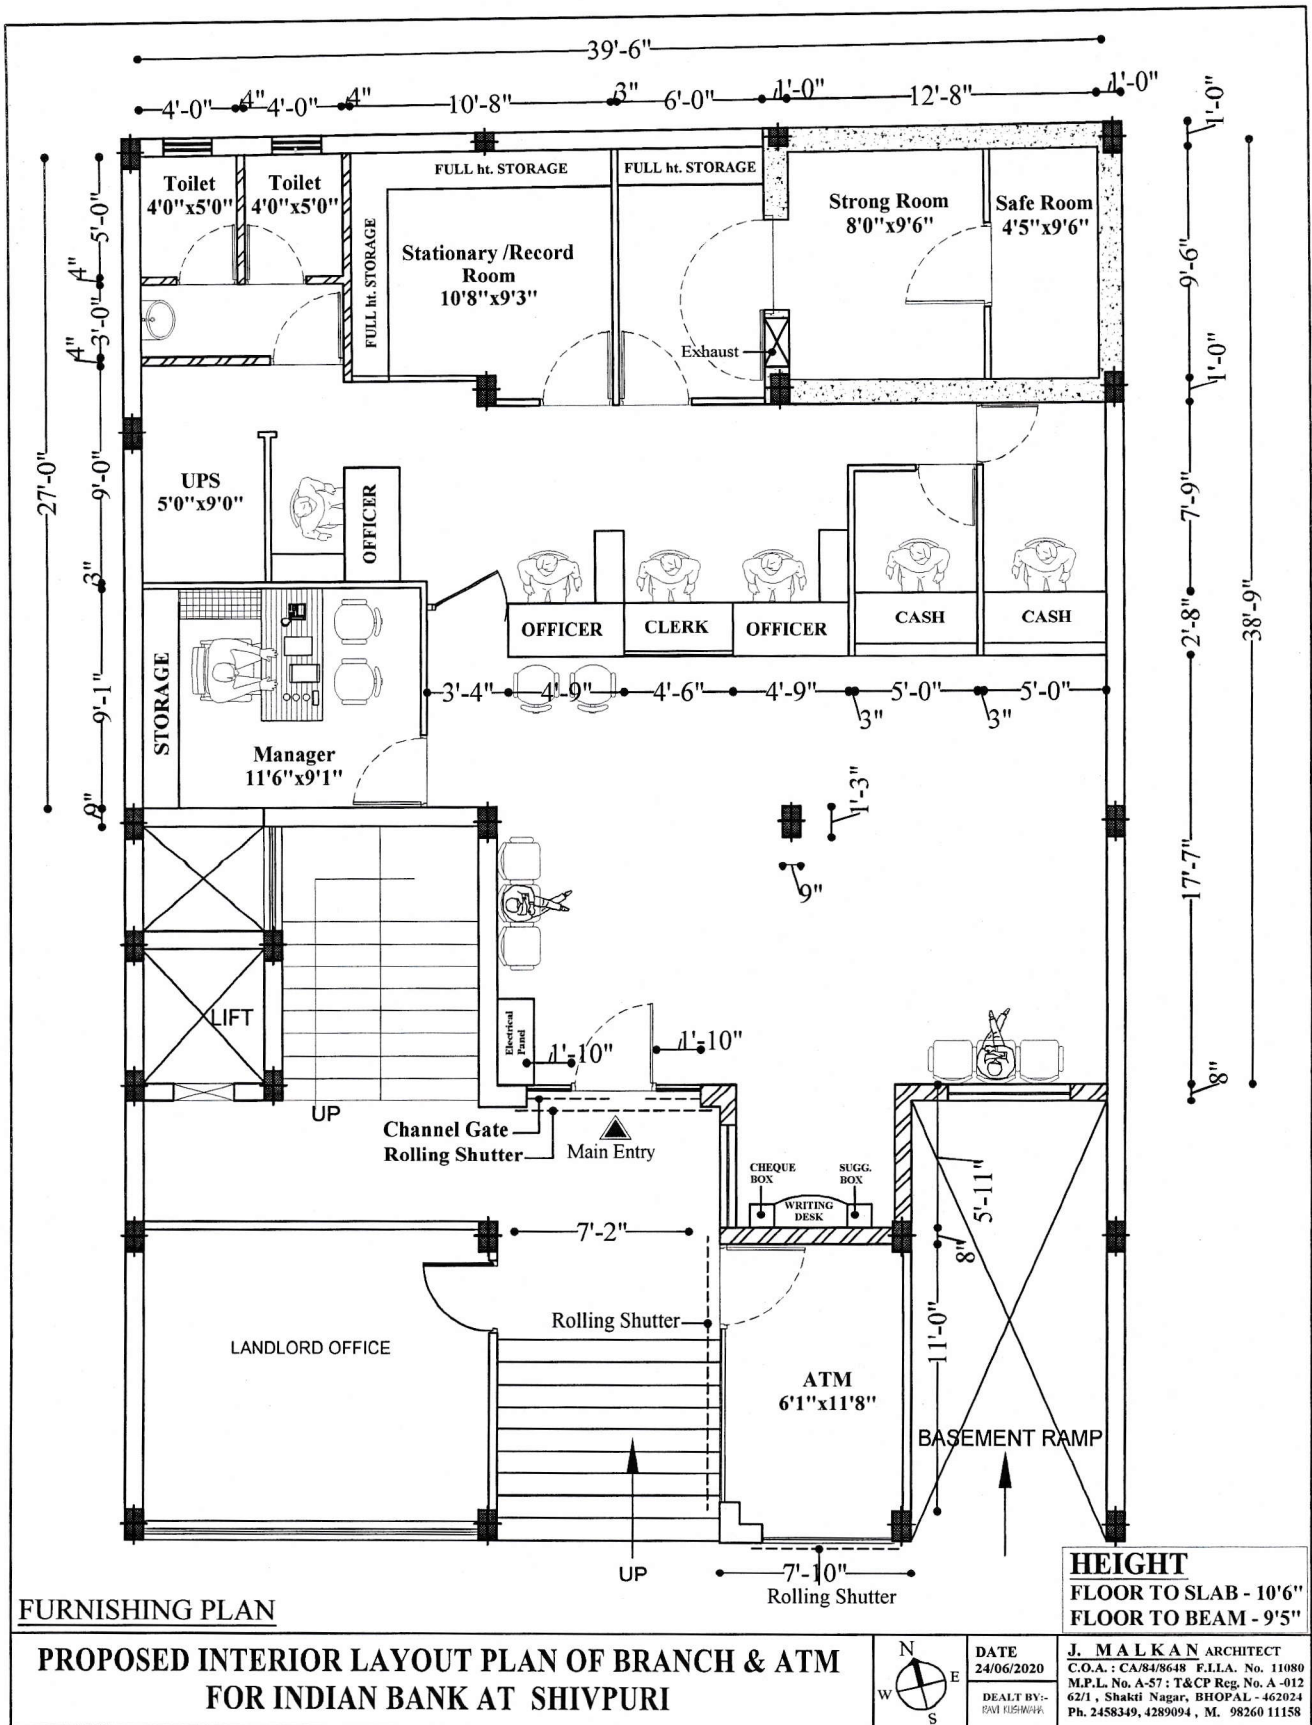 39'-6"
4'-0" 4" 4'-0" 4" 10'-8" 3" 6'-0" 1'-0" 12'-8" 1'-0"
1'-0"
FULL ht. STORAGE
FULL ht. STORAGE
Toilet
4'0"x5'0"
Toilet
4'0"x5'0"
Strong Room
8'0"x9'6"
Safe Room
4'5"x9'6"
5'-0"
FULL ht. STORAGE
Stationary /Record
Room
10'8"x9'3"
9'-6"
4"
3'-0"
4"
Exhaust
1'-0"
27'-0"
9'-0"
UPS
5'0"x9'0"
OFFICER
7'-9"
38'-9"
3"
OFFICER
CLERK
OFFICER
CASH
CASH
2'-8"
9'-1"
STORAGE
3'-4" 4'-9" 4'-6" 4'-9" 5'-0" 5'-0"
3" 3"
Manager
11'6"x9'1"
9"
1'-3"
9"
17'-7"
LIFT
Electrical
Panel
1'-10"
1'-10"
8"
UP
Channel Gate
Rolling Shutter
Main Entry
CHEQUE
BOX
SUGG.
BOX
WRITING
DESK
5'-11"
7'-2"
8"
Rolling Shutter
11'-0"
LANDLORD OFFICE
ATM
6'1"x11'8"
BASEMENT RAMP
UP
7'-10"
Rolling Shutter
HEIGHT
FLOOR TO SLAB - 10'6"
FLOOR TO BEAM - 9'5"
FURNISHING PLAN
PROPOSED INTERIOR LAYOUT PLAN OF BRANCH & ATM
FOR INDIAN BANK AT SHIVPURI
N
E
W
S
DATE
24/06/2020
DEALT BY:-
RAVI KUSHWAHA
J. MALKAN ARCHITECT
C.O.A. : CA/84/8648 F.I.I.A. No. 11080
M.P.L. No. A-57 : T&CP Reg. No. A -012
62/1 , Shakti Nagar, BHOPAL - 462024
Ph. 2458349, 4289094 , M. 98260 11158